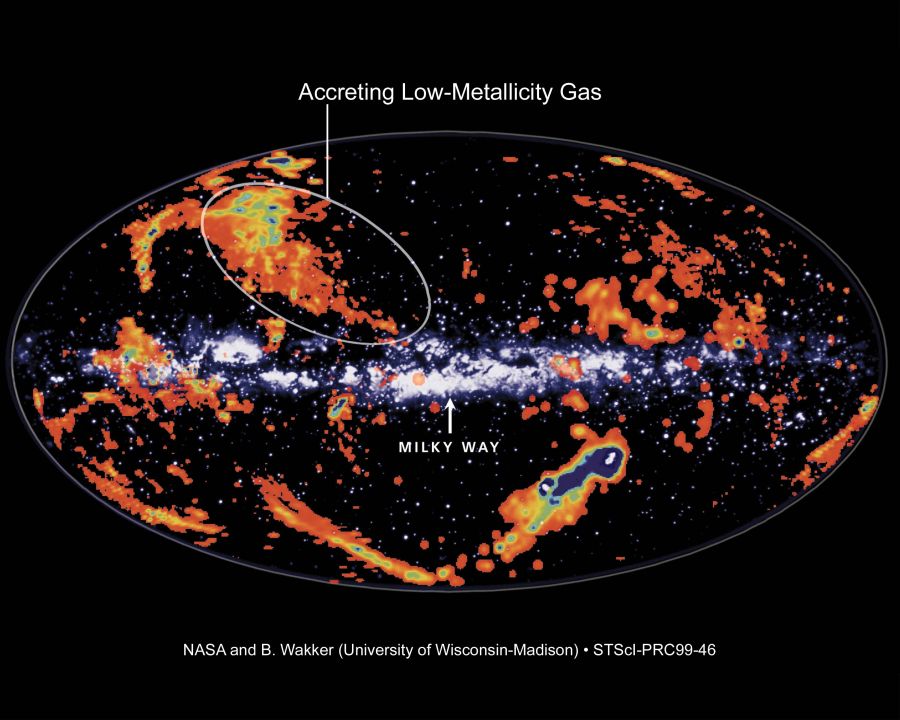 Accreting Low-Metallicity Gas
MILKY WAY
NASA and B. Wakker (University of Wisconsin-Madison) • STScI-PRC99-46